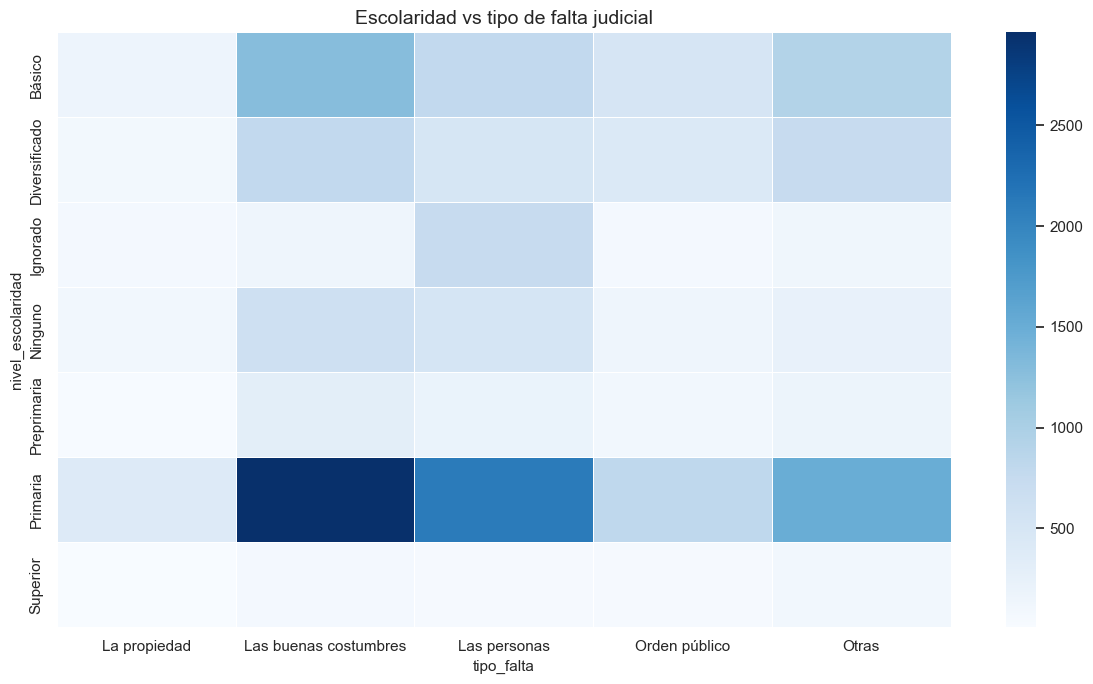 Escolaridad vs tipo de falta judicial
nivel_escolaridad
Básico
Diversificado
Ignorado
Ninguno
Preprimaria
Primaria
Superior
La propiedad
Las buenas costumbres
Las personas
Orden público
Otras
tipo_falta
2500
2000
1500
1000
500